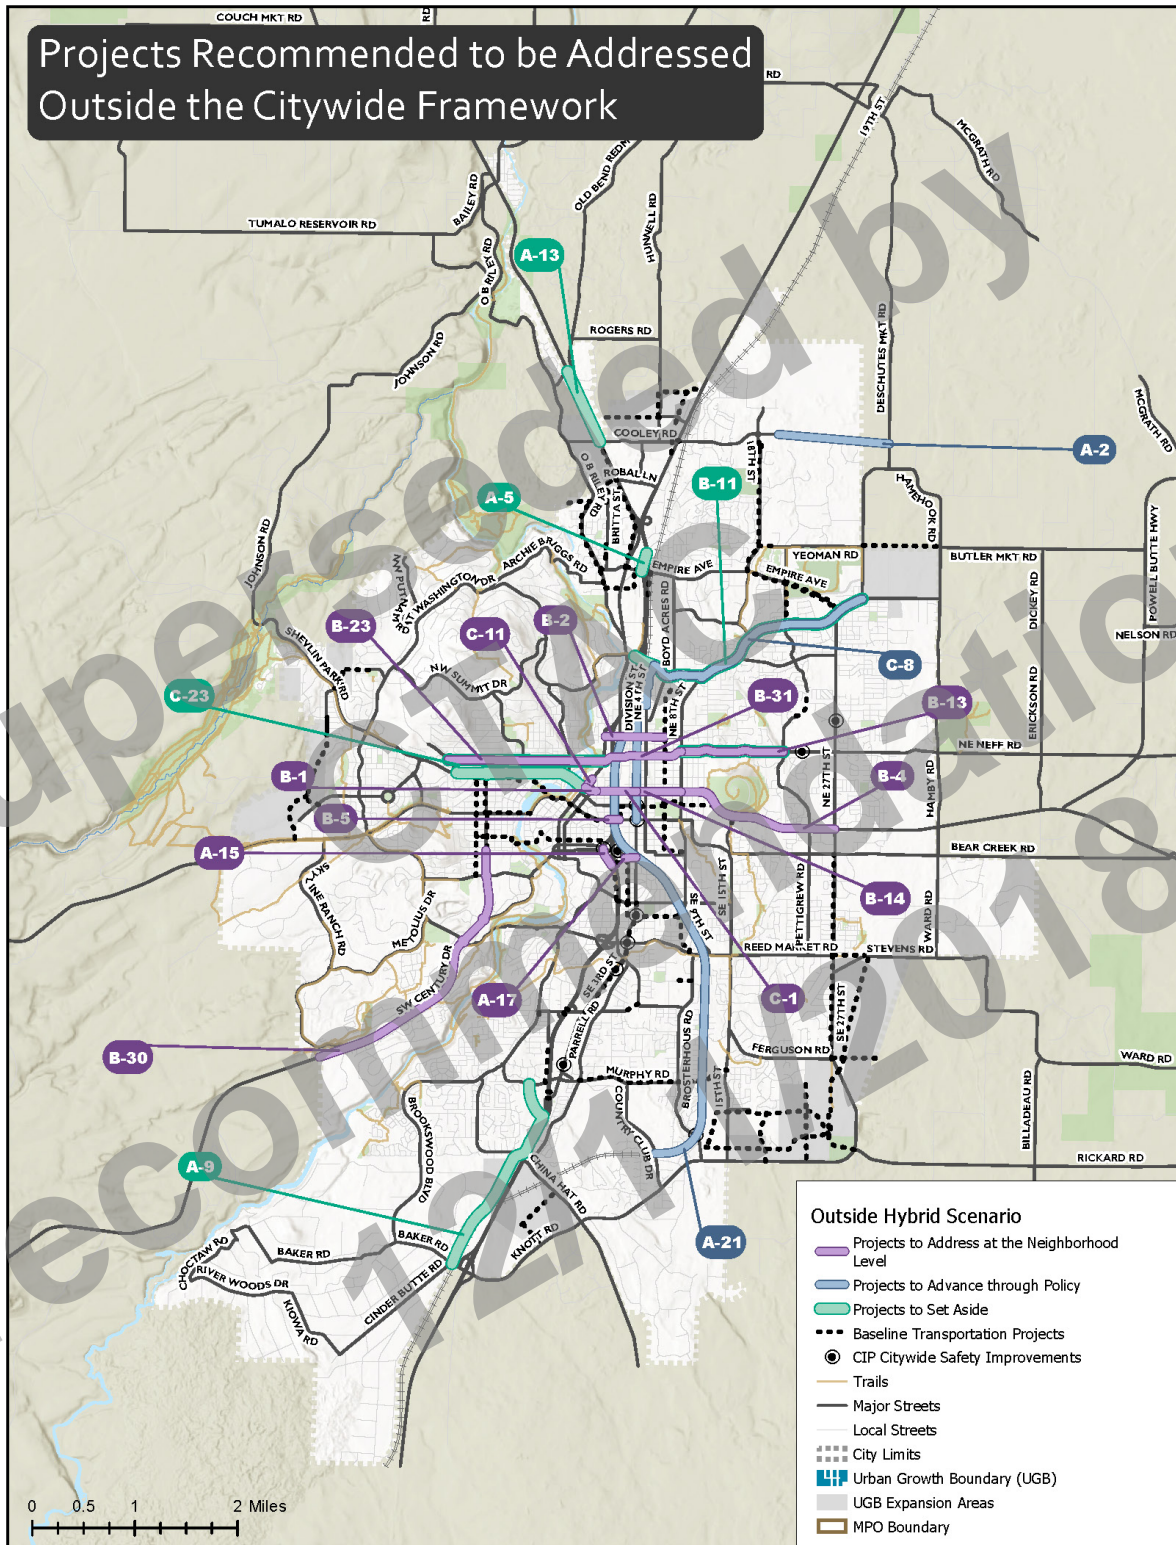 COUCH MKT RD
RD
Projects Recommended to be Addressed
Outside the Citywide Framework
RD
19TH ST
MCGRATH RD
OLD BEND REDM
BAILEY RD
HUNNELL RD
TUMALO RESERVOIR RD
O B RILEY RD
A-13
ROGERS RD
JOHNSON RD
DESCHUTES MKT RD
MCGRATH RD
COOLEY RD
18TH ST
A-2
O B RILEY RD
ROBAL LN
B-11
A-5
BRITTA ST
HAMEHOOK RD
POWELL BUTTE HWY
JOHNSON RD
ARCHIE BRIGGS RD
YEOMAN RD
BUTLER MKT RD
EMPIRE AVE
EMPIRE AVE
NW PUTNAM RD
AT WASHINGTON DR
BOYD ACRES RD
DICKEY RD
B-23
C-11
B-2
NELSON RD
SHEVLIN PARK RD
NW SUMMIT DR
C-8
C-23
DIVISION ST
NE 4TH ST
NE 8TH ST
B-31
B-13
ERICKSON RD
NE NEFF RD
B-1
NE 27TH ST
B-4
HAMBY RD
B-5
A-15
BEAR CREEK RD
SKYLINE RANCH RD
METOLIUS DR
SE 15TH ST
SE 9TH ST
PETTIGREW RD
B-14
WARD RD
REED MARKET RD
STEVENS RD
SW CENTURY DR
SE 3RD ST
A-17
C-1
SE 27TH ST
B-30
PARRELL RD
BROSTERHOUS RD
FERGUSON RD
WARD RD
MURPHY RD
15TH ST
BROOKSWOOD BLVD
COUNTRY CLUB DR
BILLADEAU RD
A-9
CHINA HAT RD
RICKARD RD
KNOTT RD
A-21
CHOCTAW RD
BAKER RD
BAKER RD
RIVER WOODS DR
CINDER BUTTE RD
KIOWA RD
Outside Hybrid Scenario
Projects to Address at the Neighborhood
Level
Projects to Advance through Policy
Projects to Set Aside
Baseline Transportation Projects
CIP Citywide Safety Improvements
Trails
Major Streets
Local Streets
City Limits
Urban Growth Boundary (UGB)
UGB Expansion Areas
MPO Boundary
0 0.5 1 2 Miles